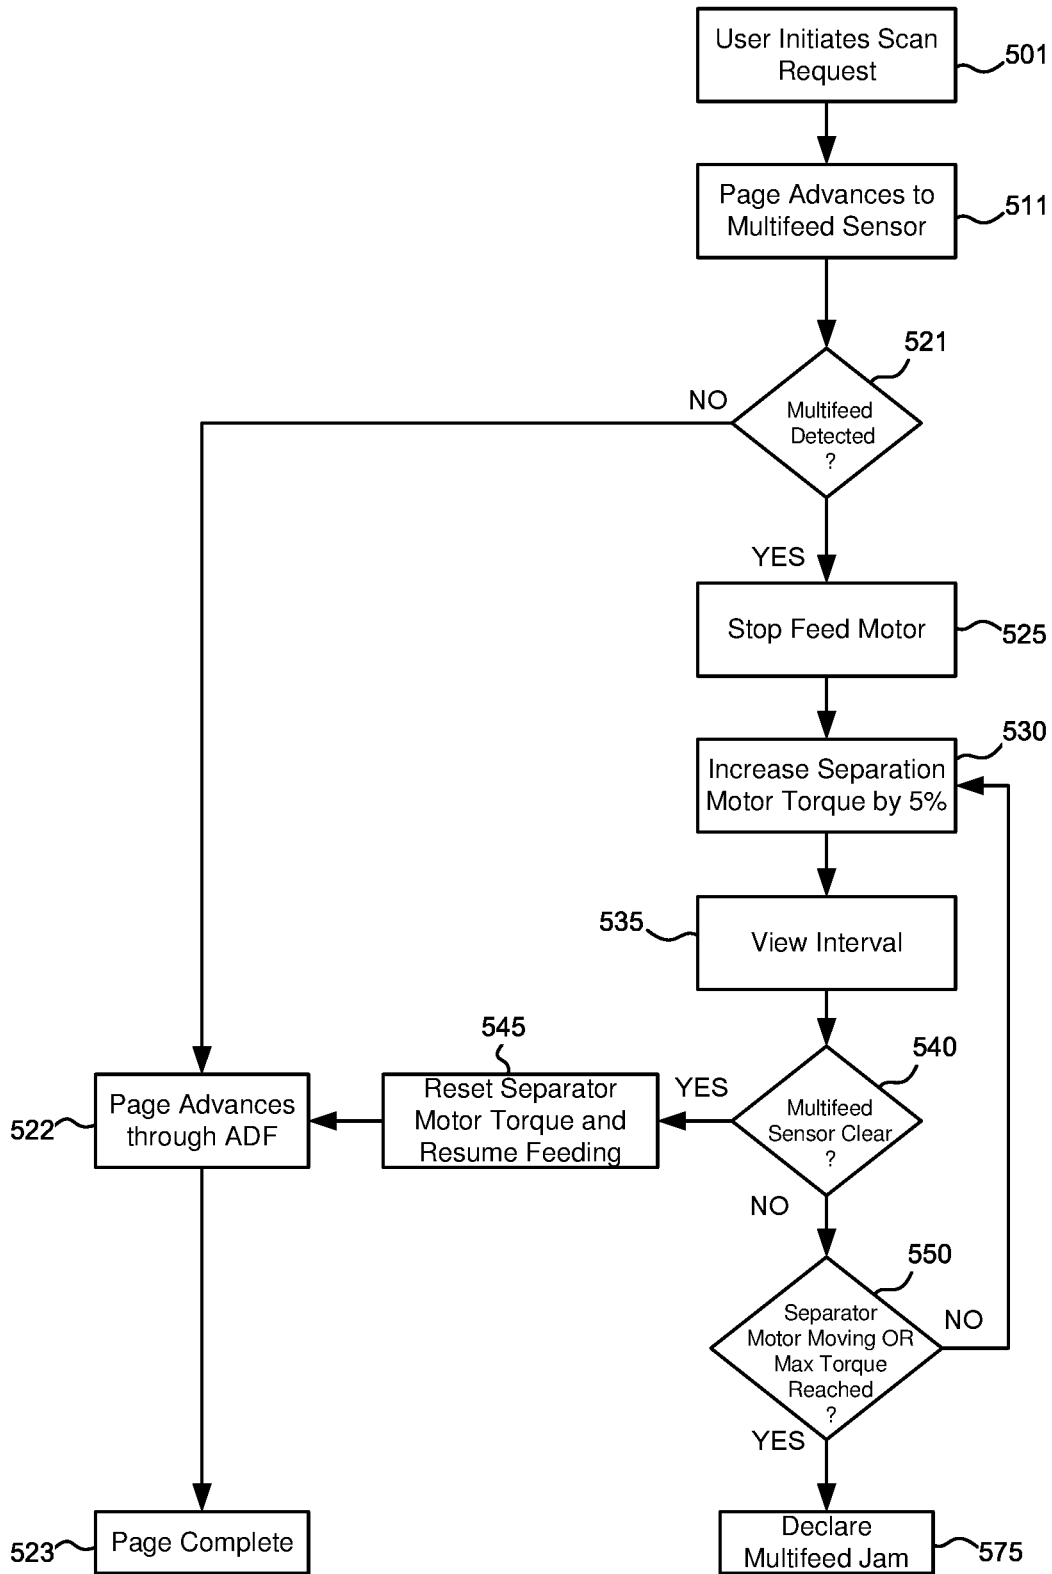 User Initiates Scan
Request
501
Page Advances to
Multifeed Sensor
511
521
NO
Multifeed
Detected
?
YES
Stop Feed Motor
525
530
Increase Separation
Motor Torque by 5%
535
View Interval
545
540
Page Advances
through ADF
522
Reset Separator
Motor Torque and
Resume Feeding
YES
Multifeed
Sensor Clear
?
NO
550
Separator
Motor Moving OR
Max Torque
Reached
?
NO
YES
Page Complete
523
Declare
Multifeed Jam
575